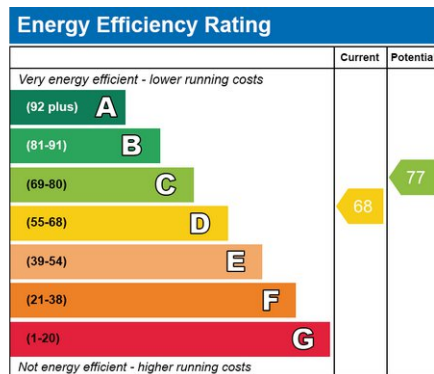 Energy Efficiency Rating
Current Potentia
Very energy efficient - lower running costs
(92 plus) A
(81-91) B
(69-80) C
77
(55-68) D
68
(39-54) E
(21-38) F
(1-20) G
Not energy efficient - higher running costs